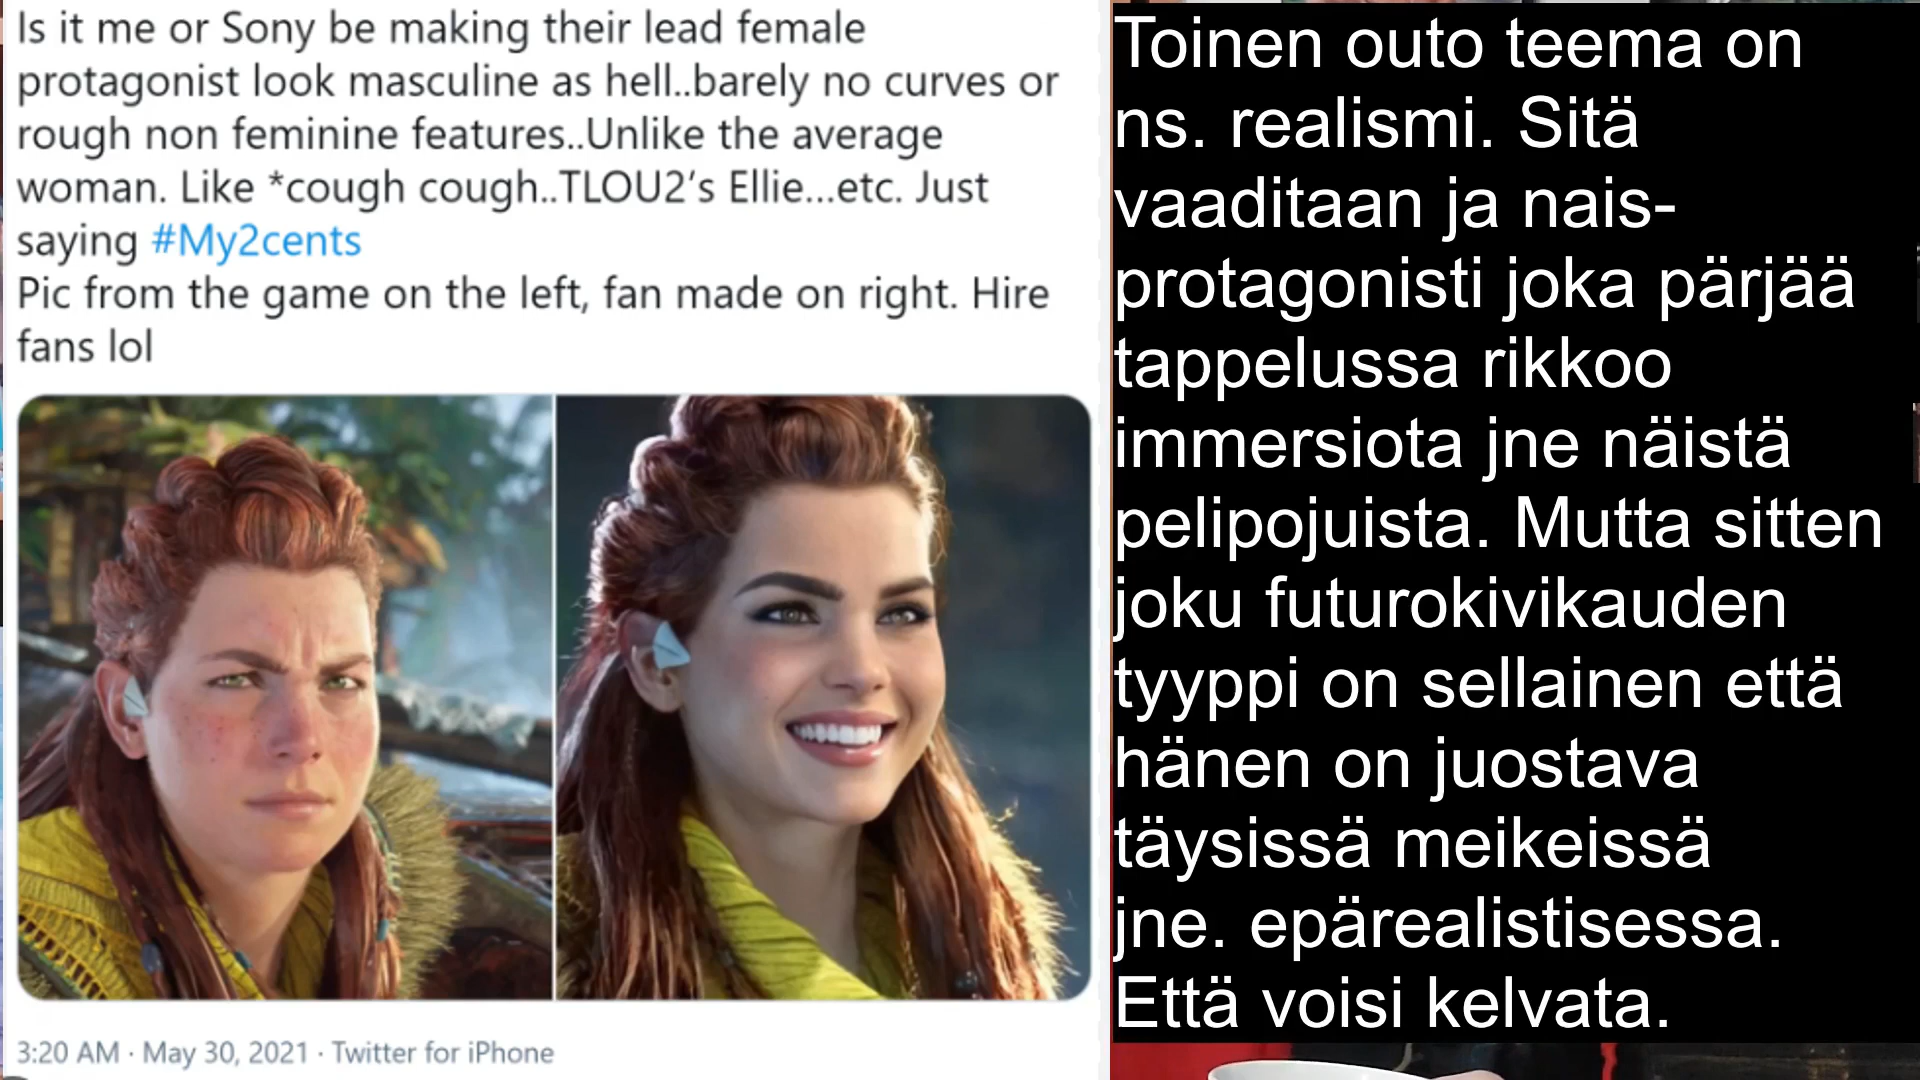 Is it me or Sony be making their lead female
protagonist look masculine as hell..barely no curves or
rough non feminine features..Unlike the average
woman. Like *cough cough..TLOU2's Ellie...etc. Just
saying #My2cents
Pic from the game on the left, fan made on right. Hire
fans lol
3:20 AM · May 30, 2021 · Twitter for iPhone
Toinen outo teema on
ns. realismi. Sitä
vaaditaan ja nais-
protagonisti joka pärjää
tappelussa rikkoo
immersiota jne näistä
pelipojuista. Mutta sitten
joku futurokivikauden
tyyppi on sellainen että
hänen on juostava
täysissä meikeissä
jne. epärealistisessa.
Että voisi kelvata.